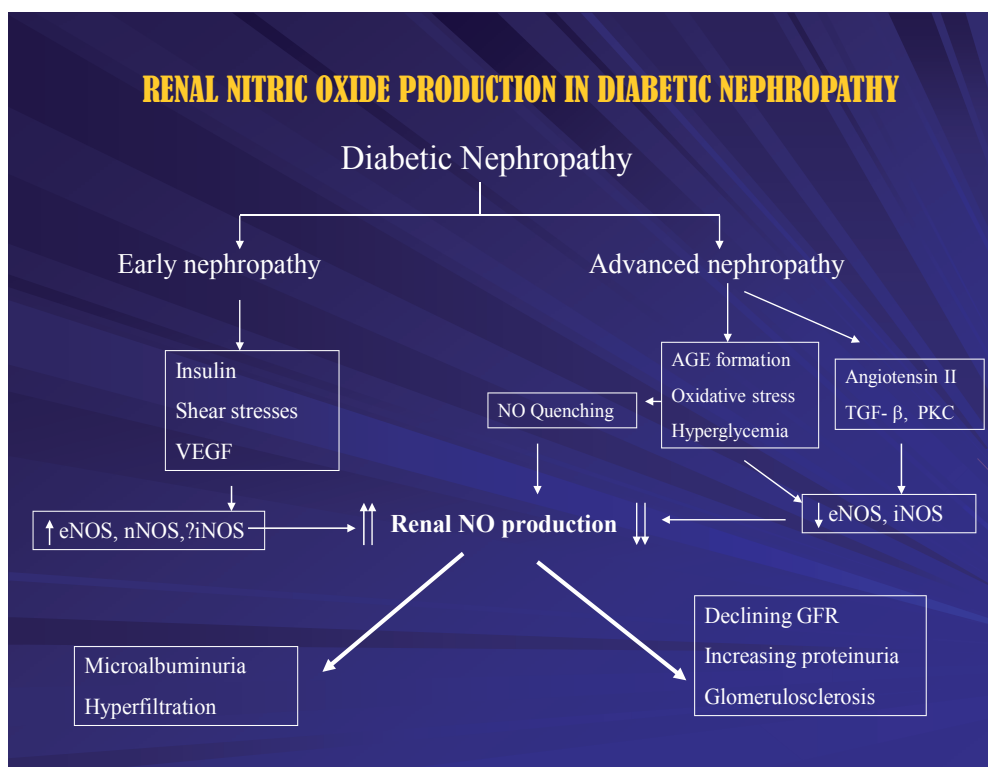 RENAL NITRIC OXIDE PRODUCTION IN DIABETIC NEPHROPATHY
Diabetic Nephropathy
Early nephropathy
Advanced nephropathy
Insulin
Shear stresses
VEGF
NO Quenching
AGE formation
Oxidative stress
Hyperglycemia
Angiotensin II
TGF- β, PKC
↑ eNOS, nNOS,?iNOS
↑↑ Renal NO production ↓↓
↓ eNOS, iNOS
Microalbuminuria
Hyperfiltration
Declining GFR
Increasing proteinuria
Glomerulosclerosis